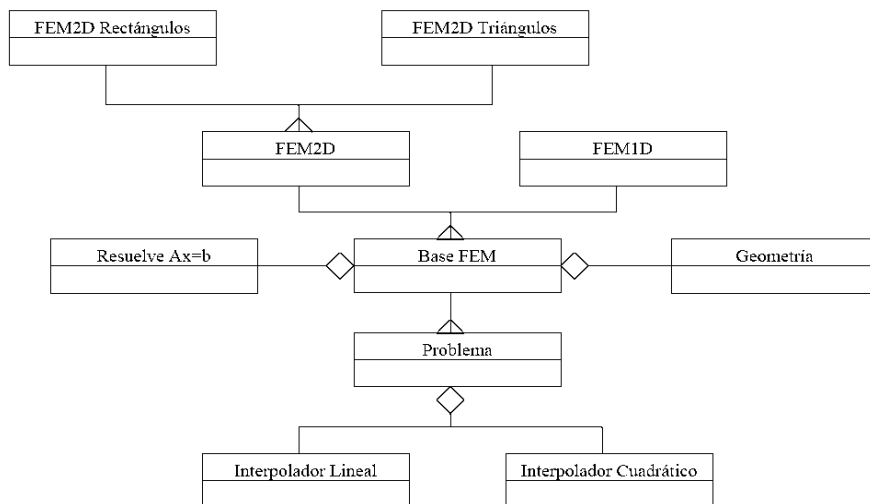 FEM2D Rectángulos
FEM2D Triángulos
FEM2D
FEM1D
Resuelve Ax=b
Base FEM
Geometría
Problema
Interpolador Lineal
Interpolador Cuadrático